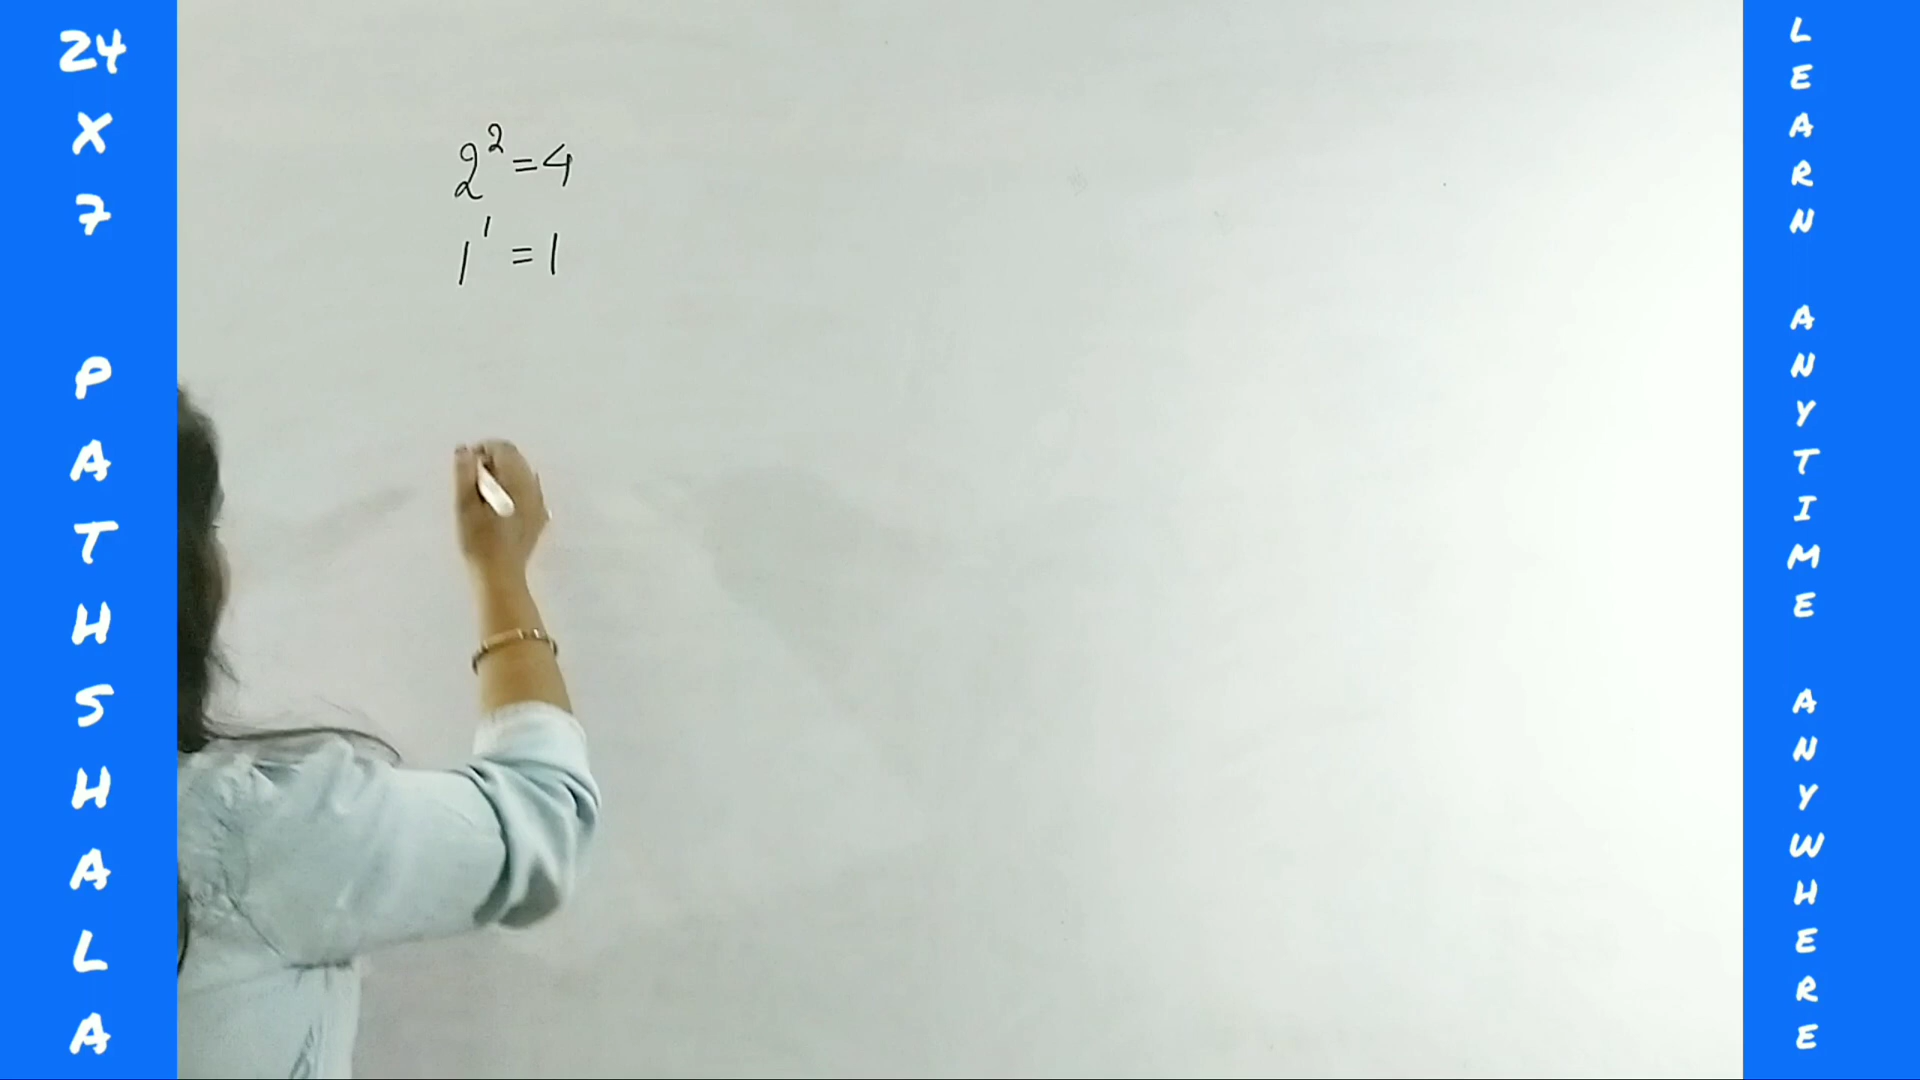 24
X
7
PATHSHALA
2² = 4
1¹ = 1
LEARN ANYTIME ANYWHERE